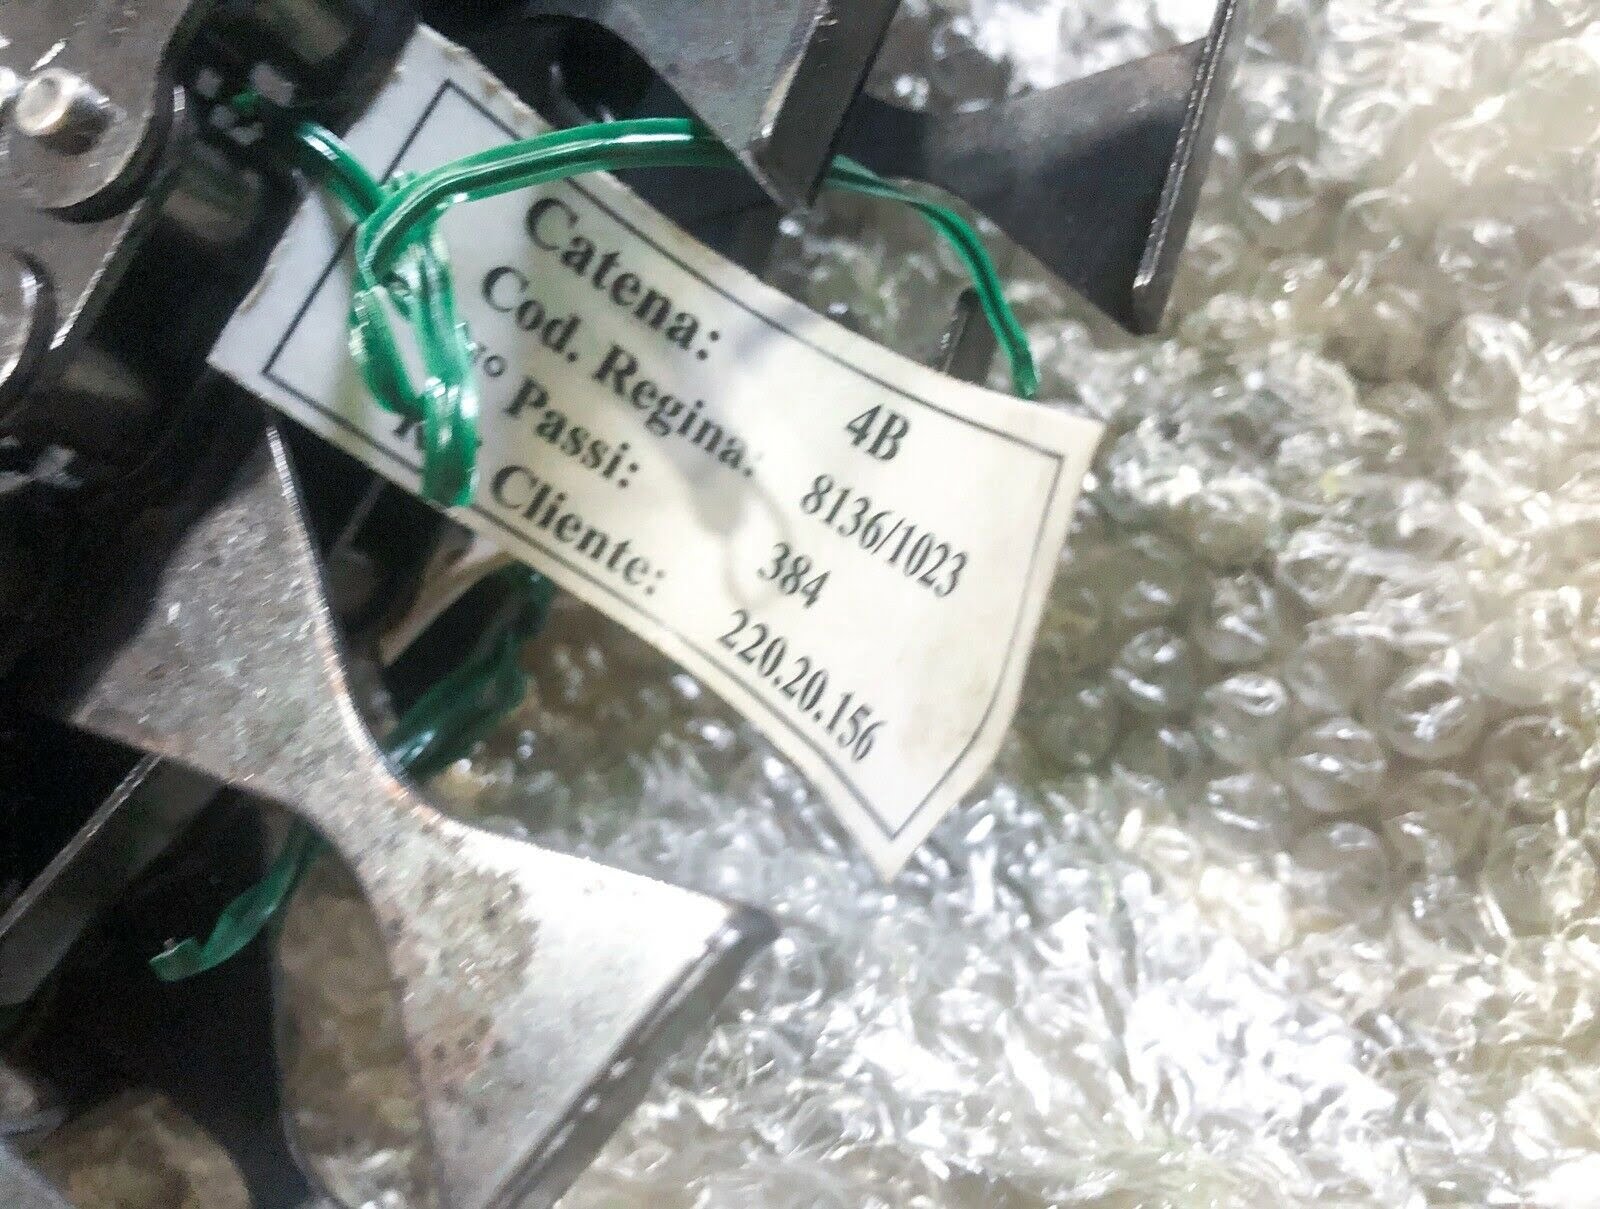 Catena: 4B
Cod. Regina: 8136/1023
Passi: 384
Cliente: 220.20.156